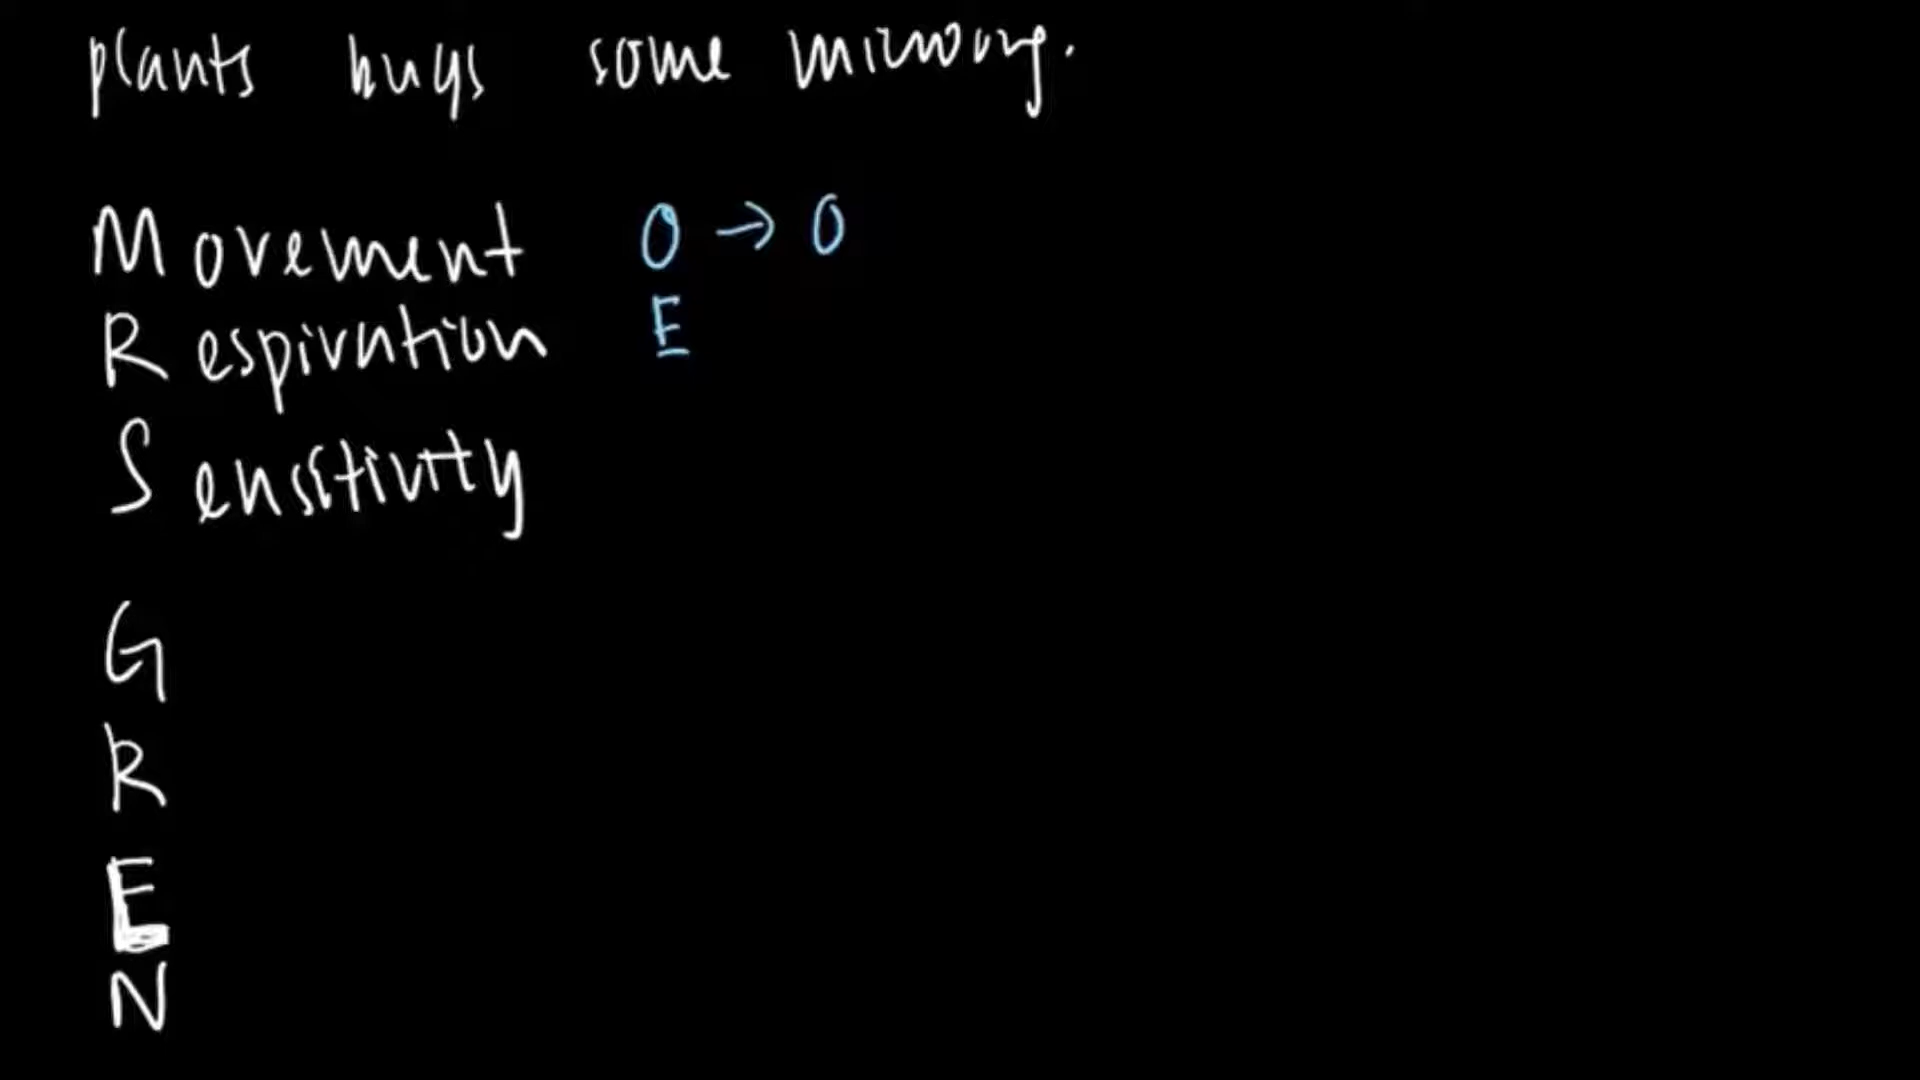 plants bugs some microorg.
Movement O → O
Respiration E
Sensitivity
G
R
E
N